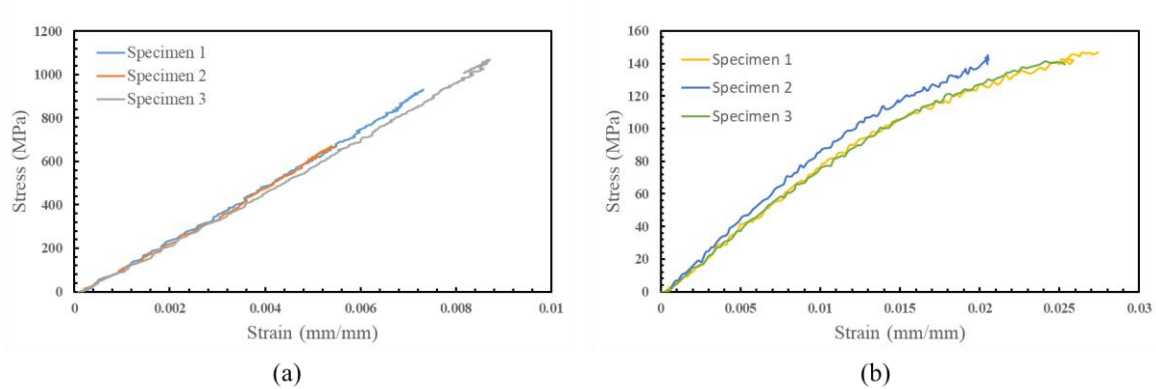 1200
1000
800
600
400
200
0
Stress (MPa)
Specimen 1
Specimen 2
Specimen 3
0 0.002 0.004 0.006 0.008 0.01
Strain (mm/mm)
(a)
160
140
120
100
80
60
40
20
0
Stress (MPa)
Specimen 1
Specimen 2
Specimen 3
0 0.005 0.01 0.015 0.02 0.025 0.03
Strain (mm/mm)
(b)